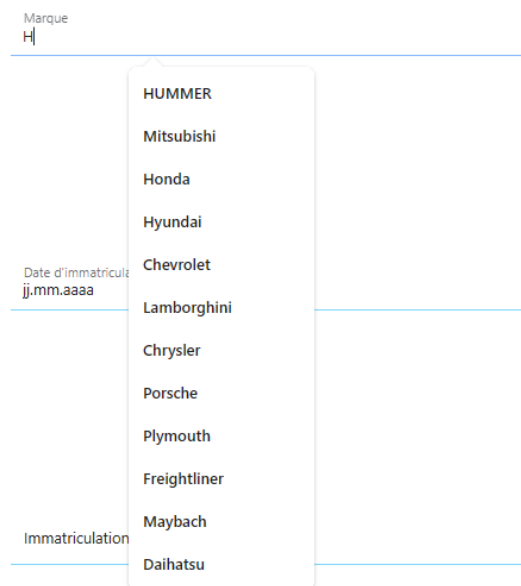 Marque
H
HUMMER
Mitsubishi
Honda
Hyundai
Chevrolet
Date d'immatricula
jj.mm.aaaa
Lamborghini
Chrysler
Porsche
Plymouth
Freightliner
Maybach
Immatriculation
Daihatsu